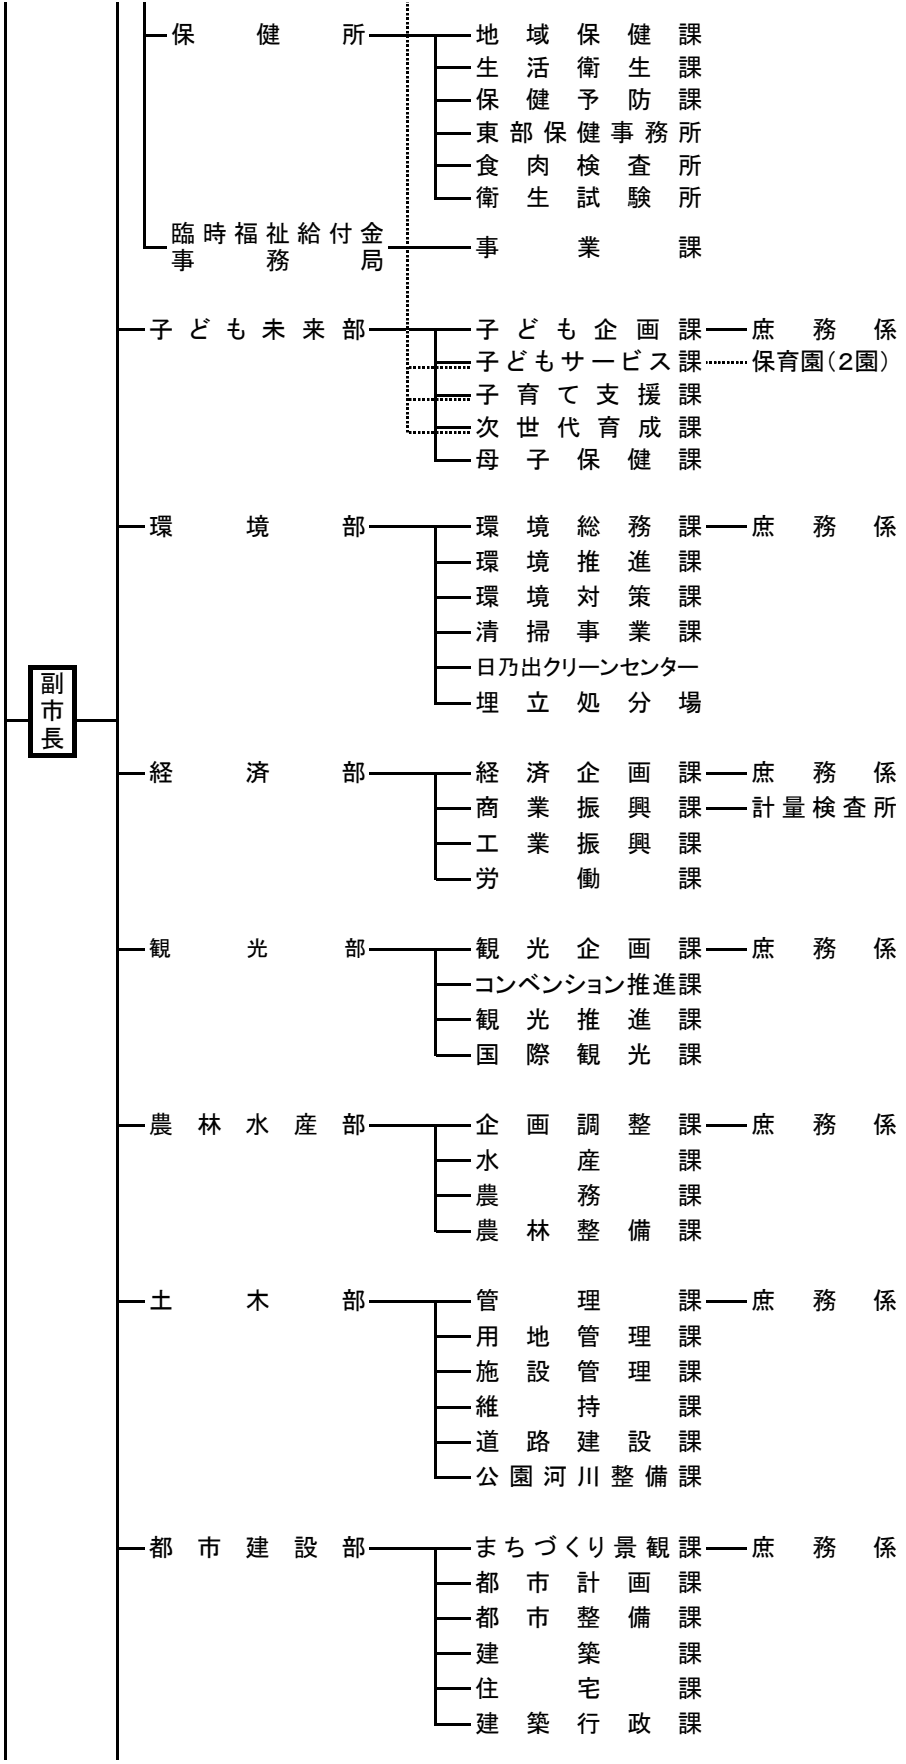 保健所 地域保健課
生活衛生課
保健予防課
東部保健事務所
食肉検査所
衛生試験所
臨時福祉給付金
事務局
事業課
子ども未来部 子ども企画課 庶務係
子どもサービス課 保育園(2園)
子育て支援課
次世代育成課
母子保健課
環境部 環境総務課 庶務係
環境推進課
環境対策課
清掃事業課
日乃出クリーンセンター
埋立処分場
副市長
経済部 経済企画課 庶務係
商業振興課 計量検査所
工業振興課
労働課
観光部 観光企画課 庶務係
コンベンション推進課
観光推進課
国際観光課
農林水産部 企画調整課 庶務係
水産課
農務課
農林整備課
土木部 管理課 庶務係
用地管理課
施設管理課
維持課
道路建設課
公園河川整備課
都市建設部 まちづくり景観課 庶務係
都市計画課
都市整備課
建築課
住宅課
建築行政課